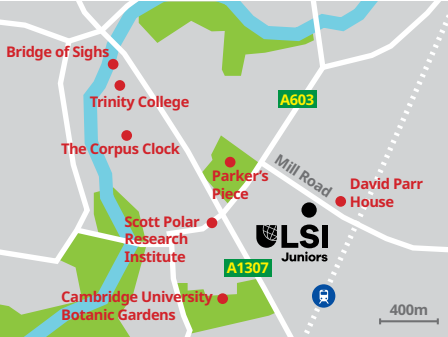 Bridge of Sighs
Trinity College
A603
The Corpus Clock
Mill Road
Parker's
Piece
David Parr
House
Scott Polar
Research
Institute
ULSI
Juniors
A1307
Cambridge University
Botanic Gardens
400m